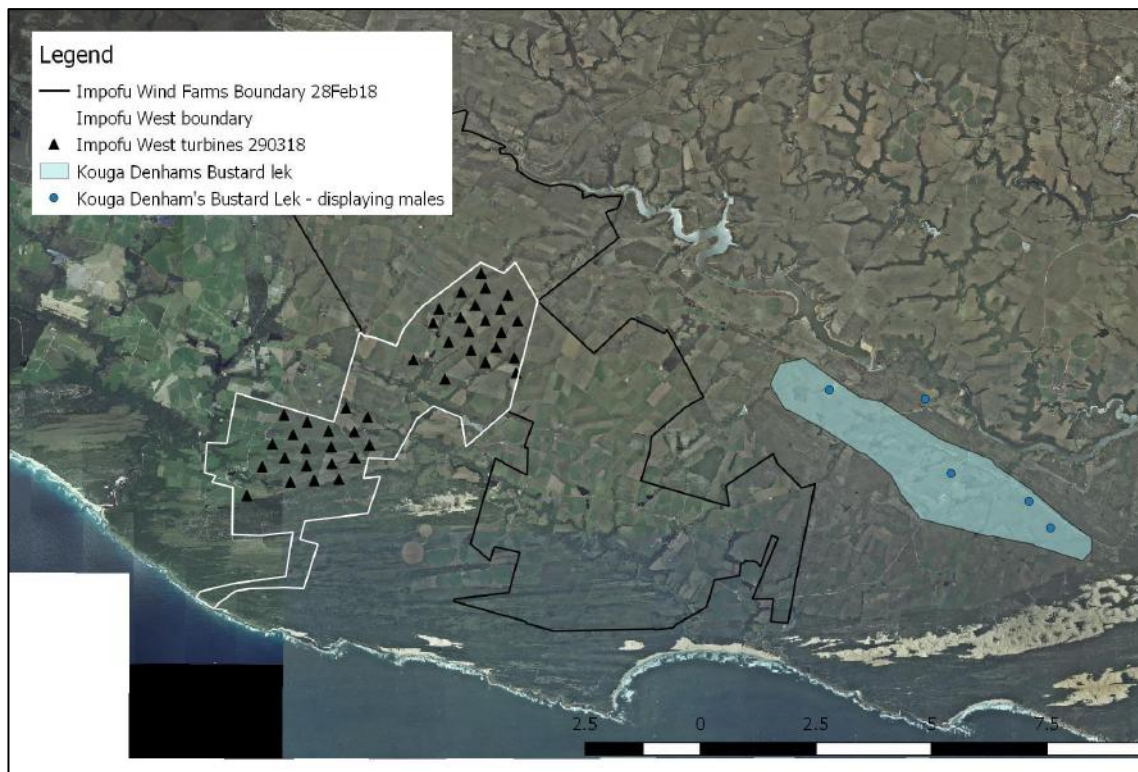 Legend
Impofu Wind Farms Boundary 28Feb18
Impofu West boundary
Impofu West turbines 290318
Kouga Denhams Bustard lek
Kouga Denham's Bustard Lek - displaying males
2.5 0 2.5 5 7.5